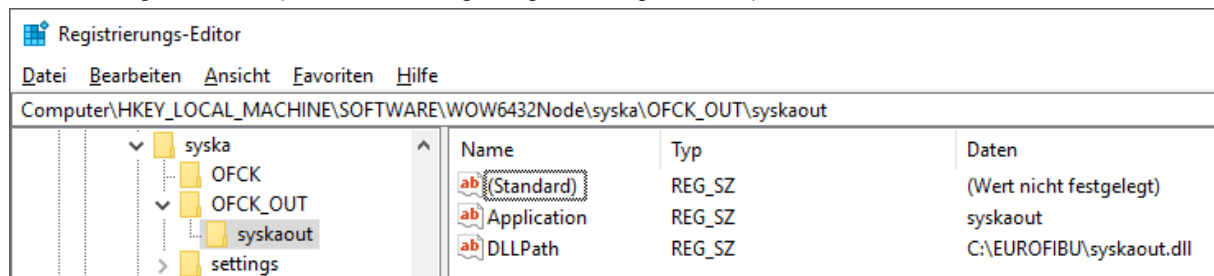 Registrierungs-Editor
Datei Bearbeiten Ansicht Favoriten Hilfe
Computer\HKEY_LOCAL_MACHINE\SOFTWARE\WOW6432Node\syska\OFCK_OUT\syskaout
syska
OFCK
OFCK_OUT
syskaout
settings
Name Typ Daten
(Standard) REG_SZ (Wert nicht festgelegt)
Application REG_SZ syskaout
DLLPath REG_SZ C:\EUROFIBU\syskaout.dll